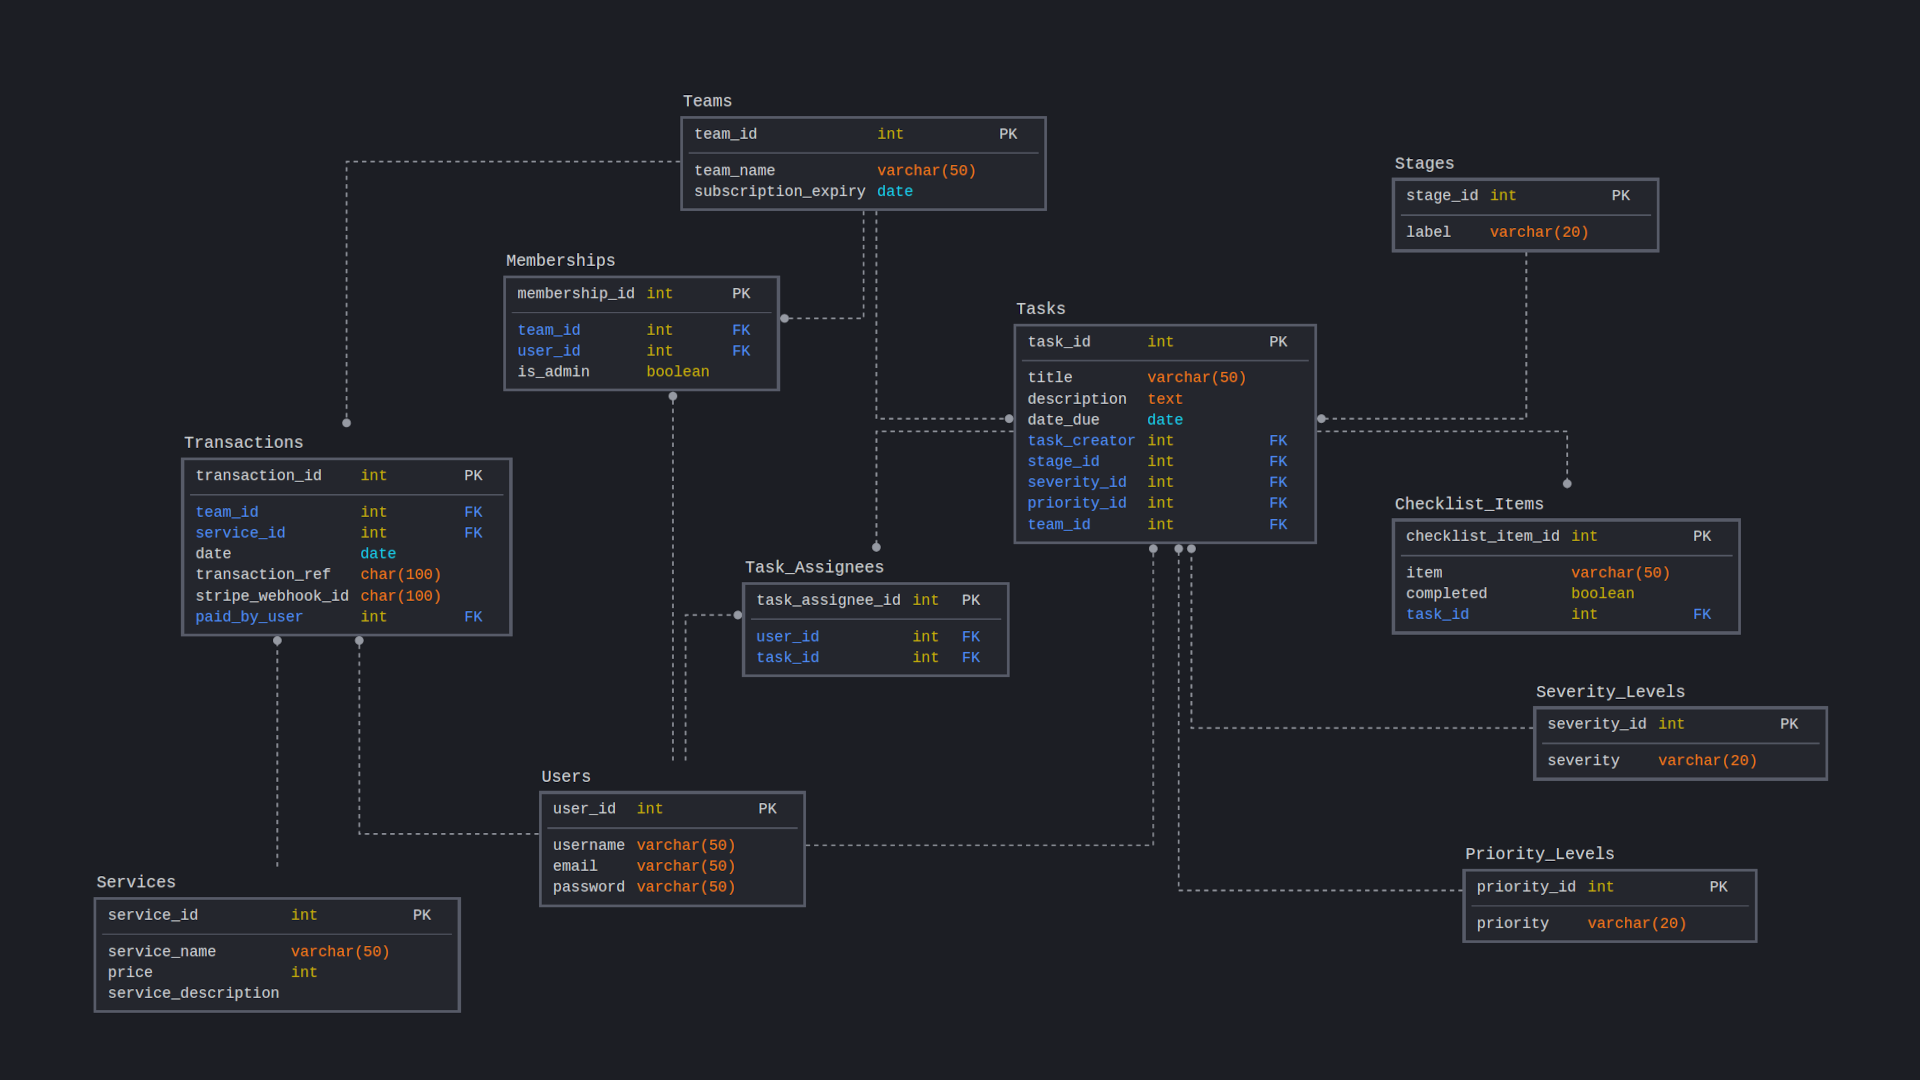 Teams
team_id int PK
team_name varchar(50)
subscription_expiry date
Stages
stage_id int PK
label varchar(20)
Memberships
membership_id int PK
team_id int FK
user_id int FK
is_admin boolean
Tasks
task_id int PK
title varchar(50)
description text
date_due date
task_creator int FK
stage_id int FK
severity_id int FK
priority_id int FK
team_id int FK
Transactions
transaction_id int PK
team_id int FK
service_id int FK
date date
transaction_ref char(100)
stripe_webhook_id char(100)
paid_by_user int FK
Checklist_Items
checklist_item_id int PK
item varchar(50)
completed boolean
task_id int FK
Task_Assignees
task_assignee_id int PK
user_id int FK
task_id int FK
Severity_Levels
severity_id int PK
severity varchar(20)
Users
user_id int PK
username varchar(50)
email varchar(50)
password varchar(50)
Priority_Levels
priority_id int PK
priority varchar(20)
Services
service_id int PK
service_name varchar(50)
price int
service_description